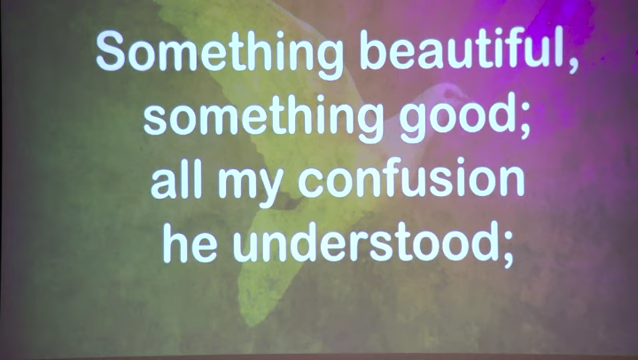 Something beautiful,
something good;
all my confusion
he understood;